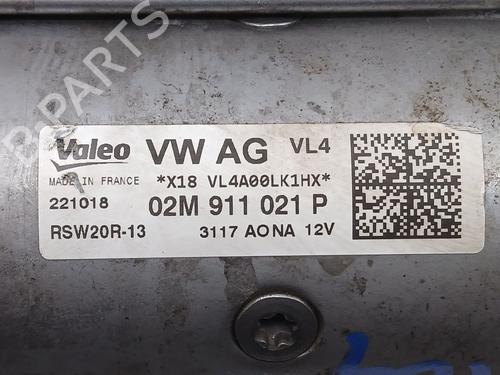 B PARTS
Valeo VW AG VL4
MADE IN FRANCE *X18 VL4A00LK1HX*
221018 02M 911 021 P
RSW20R-13 3117 AONA 12V